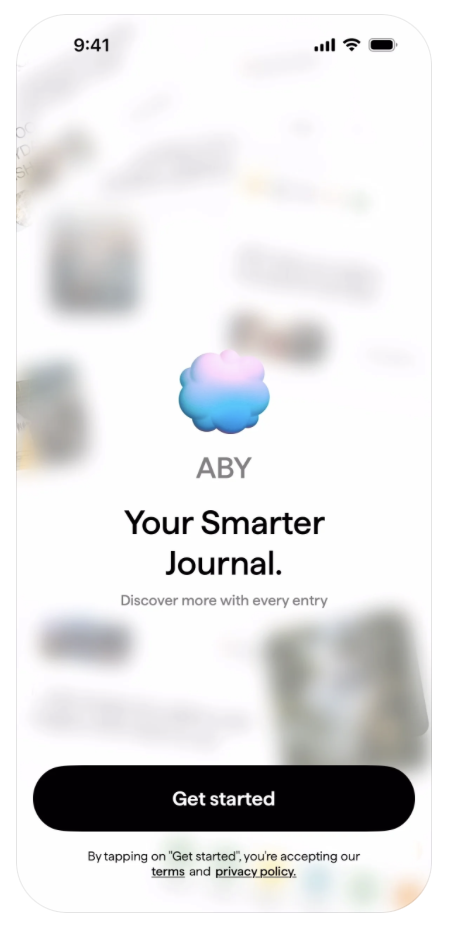 9:41
ABY
Your Smarter
Journal.
Discover more with every entry
Get started
By tapping on "Get started", you're accepting our
terms and privacy policy.